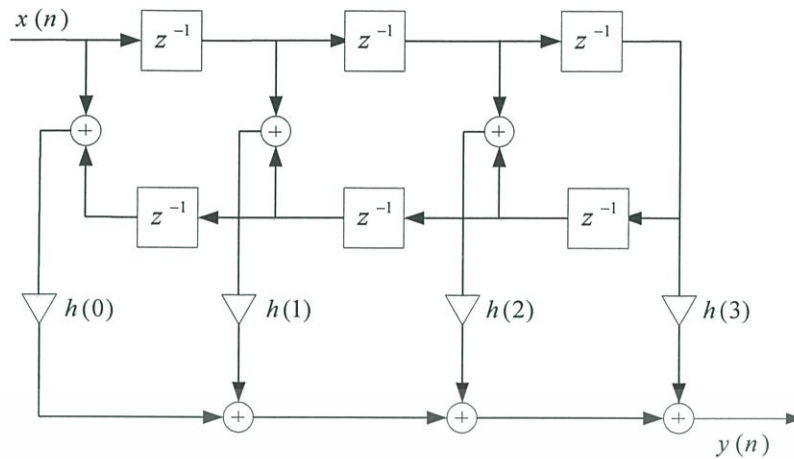 x(n)
z⁻¹ z⁻¹ z⁻¹
+ + +
z⁻¹ z⁻¹ z⁻¹
h(0) h(1) h(2) h(3)
+ + +
y(n)